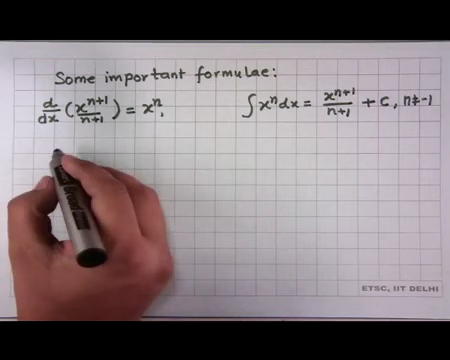 Some important formulae:
d/dx (x^{n+1}/n+1) = x^n, ∫ x^n dx = x^{n+1}/n+1 + c, n≠-1
ETSC, IIT DELHI